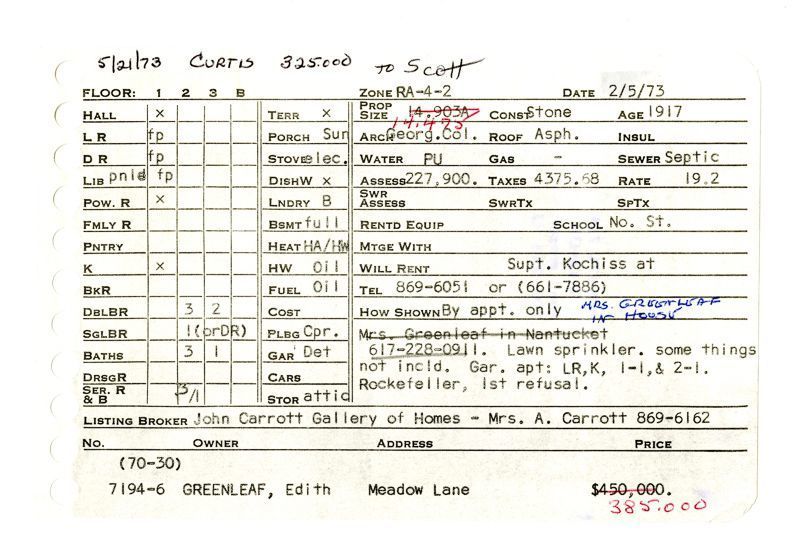 5/21/73 CURTIS 325.000 TO Scott
FLOOR: 1 2 3 B ZONE RA-4-2 DATE 2/5/73
HALL x TERR x PROP SIZE 14.903A 14.473 CONST Stone AGE 1917
L R fp PORCH Sun ARCH Georg.Col. ROOF Asph. INSUL
D R fp STOVE elec. WATER PU GAS - SEWER Septic
LIB pnld fp DISHW x ASSESS 227,900. TAXES 4375.68 RATE 19.2
POW. R x LNDRY B SWR ASSESS SWRTX SPTX
FMLY R BSMT full RENTD EQUIP SCHOOL No. St.
PNTRY HEAT HA/HW MTGE WITH
K x HW Oil WILL RENT Supt. Kochiss at
BKR FUEL Oil TEL 869-6051 or (661-7886)
DBLBR 3 2 COST HOW SHOWN By appt. only MRS. GREENLEAF IN HOUSE
SGLBR 1(orDR) PLBG Cpr. Mrs. Greenleaf in Nantucket
BATHS 3 1 GAR Det 617-228-0911. Lawn sprinkler. some things
DRSGR CARS not incld. Gar. apt: LR,K, 1-1,& 2-1.
SER. R & B 3/1 STOR attic Rockefeller, 1st refusal.
LISTING BROKER John Carrott Gallery of Homes - Mrs. A. Carrott 869-6162
NO. OWNER ADDRESS PRICE
(70-30)
7194-6 GREENLEAF, Edith Meadow Lane $450,000.
385.000